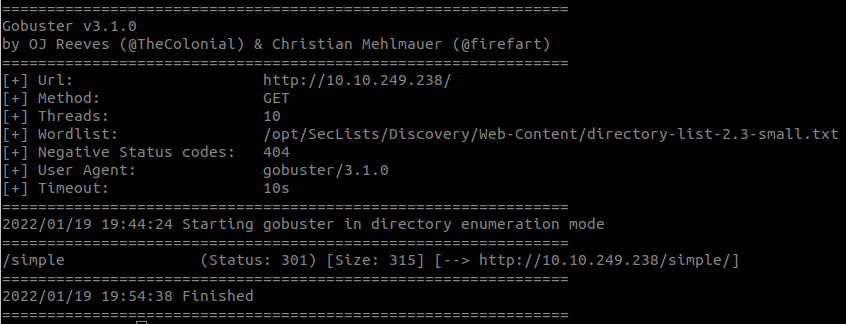 ===============================================================
Gobuster v3.1.0
by OJ Reeves (@TheColonial) & Christian Mehlmauer (@firefart)
===============================================================
[+] Url:                     http://10.10.249.238/
[+] Method:                  GET
[+] Threads:                 10
[+] Wordlist:                /opt/SecLists/Discovery/Web-Content/directory-list-2.3-small.txt
[+] Negative Status codes:   404
[+] User Agent:              gobuster/3.1.0
[+] Timeout:                 10s
===============================================================
2022/01/19 19:44:24 Starting gobuster in directory enumeration mode
===============================================================
/simple               (Status: 301) [Size: 315] [--> http://10.10.249.238/simple/]
===============================================================
2022/01/19 19:54:38 Finished
===============================================================